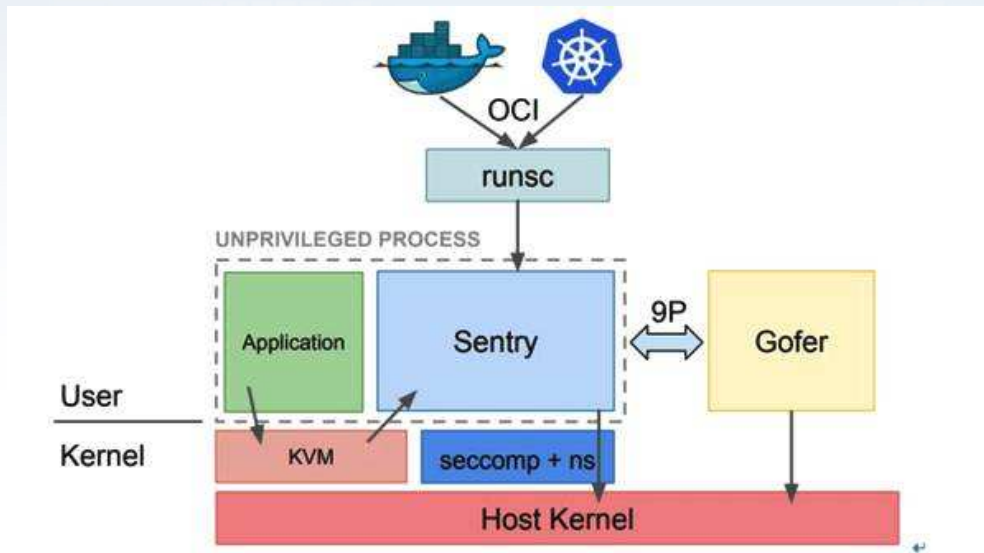 OCI
runsc
UNPRIVILEGED PROCESS
Application
Sentry
9P
Gofer
User
Kernel
KVM
seccomp + ns
Host Kernel